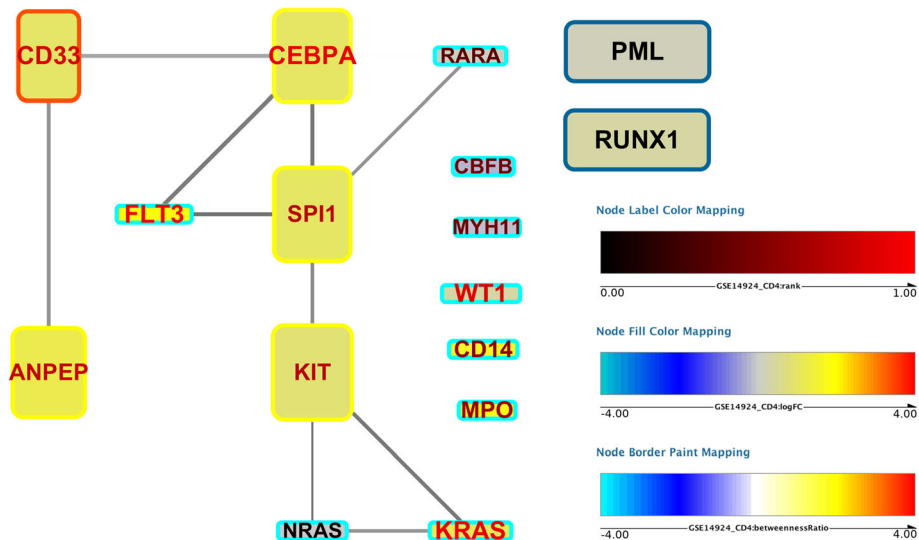 CD33
CEBPA
RARA
PML
RUNX1
CBFB
FLT3
SPI1
MYH11
WT1
CD14
ANPEP
KIT
MPO
NRAS
KRAS
Node Label Color Mapping
GSE14924_CD4:rank
0.00 1.00
Node Fill Color Mapping
GSE14924_CD4:logFC
-4.00 4.00
Node Border Paint Mapping
GSE14924_CD4:betweennessRatio
-4.00 4.00